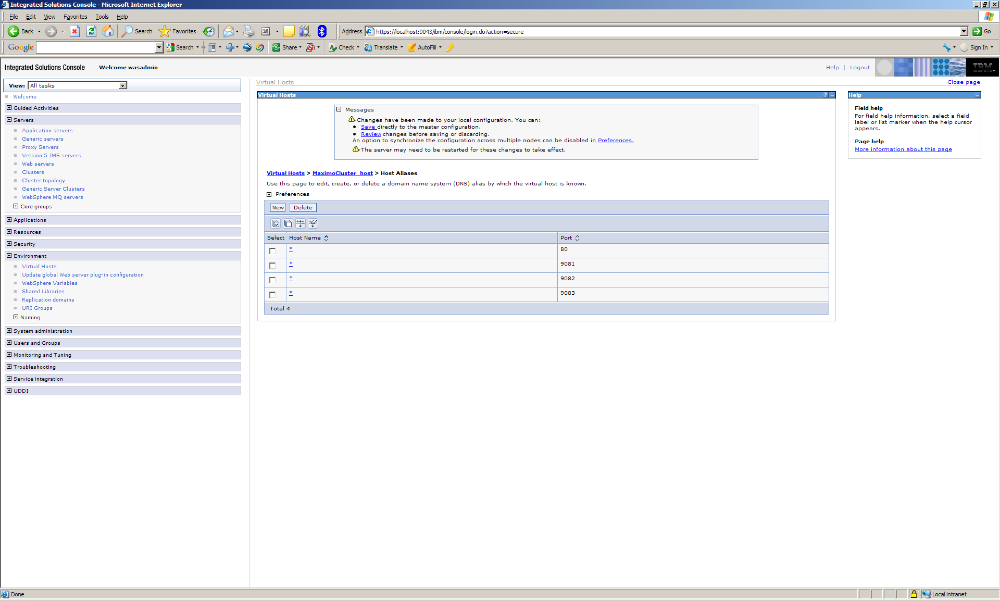 Integrated Solutions Console - Microsoft Internet Explorer
File Edit View Favorites Tools Help
Back Search Favorites Address https://localhost:9043/ibm/console/login.do?action=secure Go
Google Search Share Check Translate AutoFill Sign In
Integrated Solutions Console Welcome wasadmin Help | Logout IBM.
View: All tasks
Welcome
Guided Activities
Servers
Application servers
Generic servers
Proxy Servers
Version 5 JMS servers
Web servers
Clusters
Cluster topology
Generic Server Clusters
WebSphere MQ servers
Core groups
Applications
Resources
Security
Environment
Virtual Hosts
Update global Web server plug-in configuration
WebSphere Variables
Shared Libraries
Replication domains
URI Groups
Naming
System administration
Users and Groups
Monitoring and Tuning
Troubleshooting
Service integration
UDDI
Virtual Hosts Close page
Virtual Hosts ?
Messages
Changes have been made to your local configuration. You can:
• Save directly to the master configuration.
• Review changes before saving or discarding.
An option to synchronize the configuration across multiple nodes can be disabled in Preferences.
The server may need to be restarted for these changes to take effect.
Virtual Hosts > MaximoCluster_host > Host Aliases
Use this page to edit, create, or delete a domain name system (DNS) alias by which the virtual host is known.
Preferences
New Delete
Select Host Name Port
* 80
* 9081
* 9082
* 9083
Total 4
Help
Field help
For field help information, select a field
label or list marker when the help cursor
appears.
Page help
More information about this page
Done Local intranet